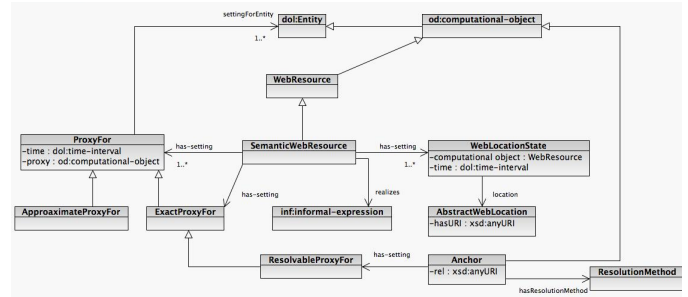 settingForEntity
dol:Entity
od:computational-object
1..*
WebResource
ProxyFor
-time : dol:time-interval
-proxy : od:computational-object
has-setting
1..*
SemanticWebResource
has-setting
1..*
WebLocationState
-computational object : WebResource
-time : dol:time-interval
has-setting
realizes
location
ApproaximateProxyFor
ExactProxyFor
inf:informal-expression
AbstractWebLocation
-hasURI : xsd:anyURI
ResolvableProxyFor
has-setting
Anchor
-rel : xsd:anyURI
hasResolutionMethod
ResolutionMethod